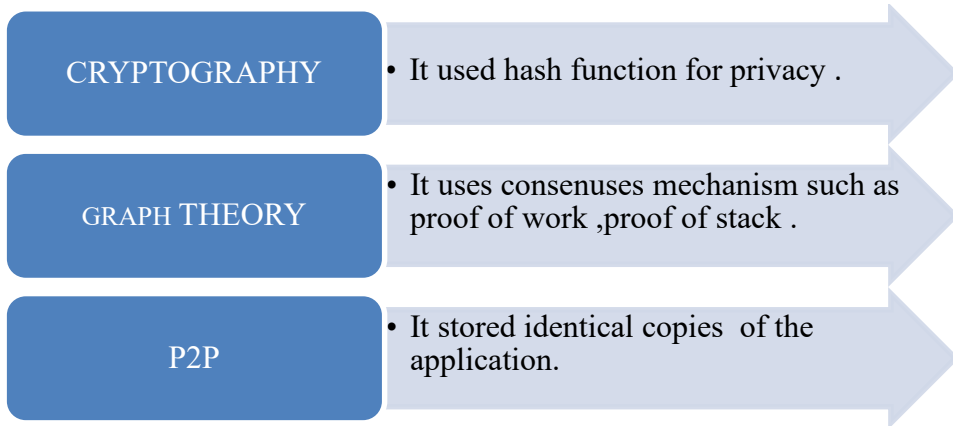 CRYPTOGRAPHY
• It used hash function for privacy .
GRAPH THEORY
• It uses consenuses mechanism such as
proof of work ,proof of stack .
P2P
• It stored identical copies of the
application.